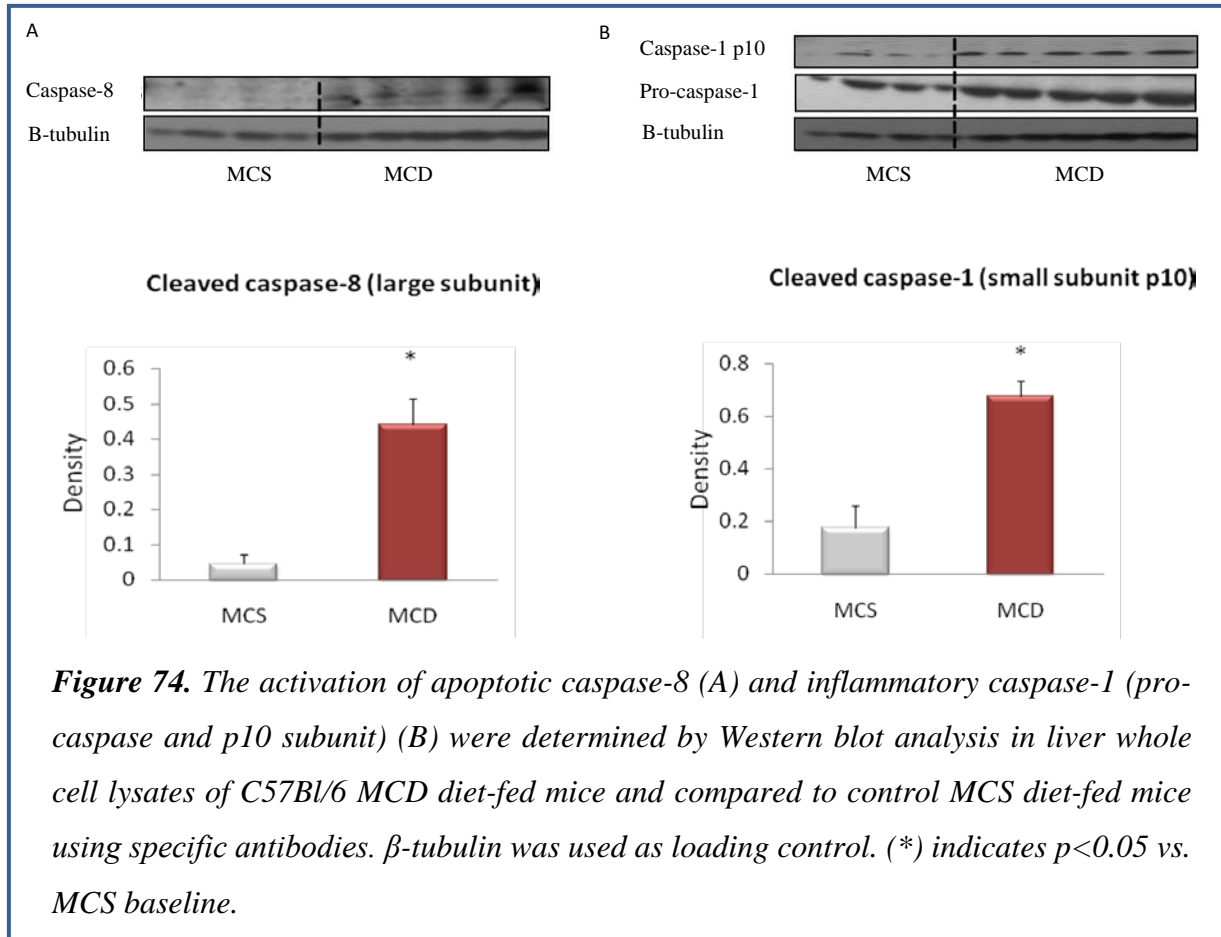 A
Caspase-8
B-tubulin
MCS MCD
B
Caspase-1 p10
Pro-caspase-1
B-tubulin
MCS MCD
Cleaved caspase-8 (large subunit)
Density
0.6
0.5
0.4
0.3
0.2
0.1
0
*
MCS MCD
Cleaved caspase-1 (small subunit p10)
Density
0.8
0.6
0.4
0.2
0
*
MCS MCD
Figure 74. The activation of apoptotic caspase-8 (A) and inflammatory caspase-1 (pro-
caspase and p10 subunit) (B) were determined by Western blot analysis in liver whole
cell lysates of C57Bl/6 MCD diet-fed mice and compared to control MCS diet-fed mice
using specific antibodies. β-tubulin was used as loading control. (*) indicates p<0.05 vs.
MCS baseline.